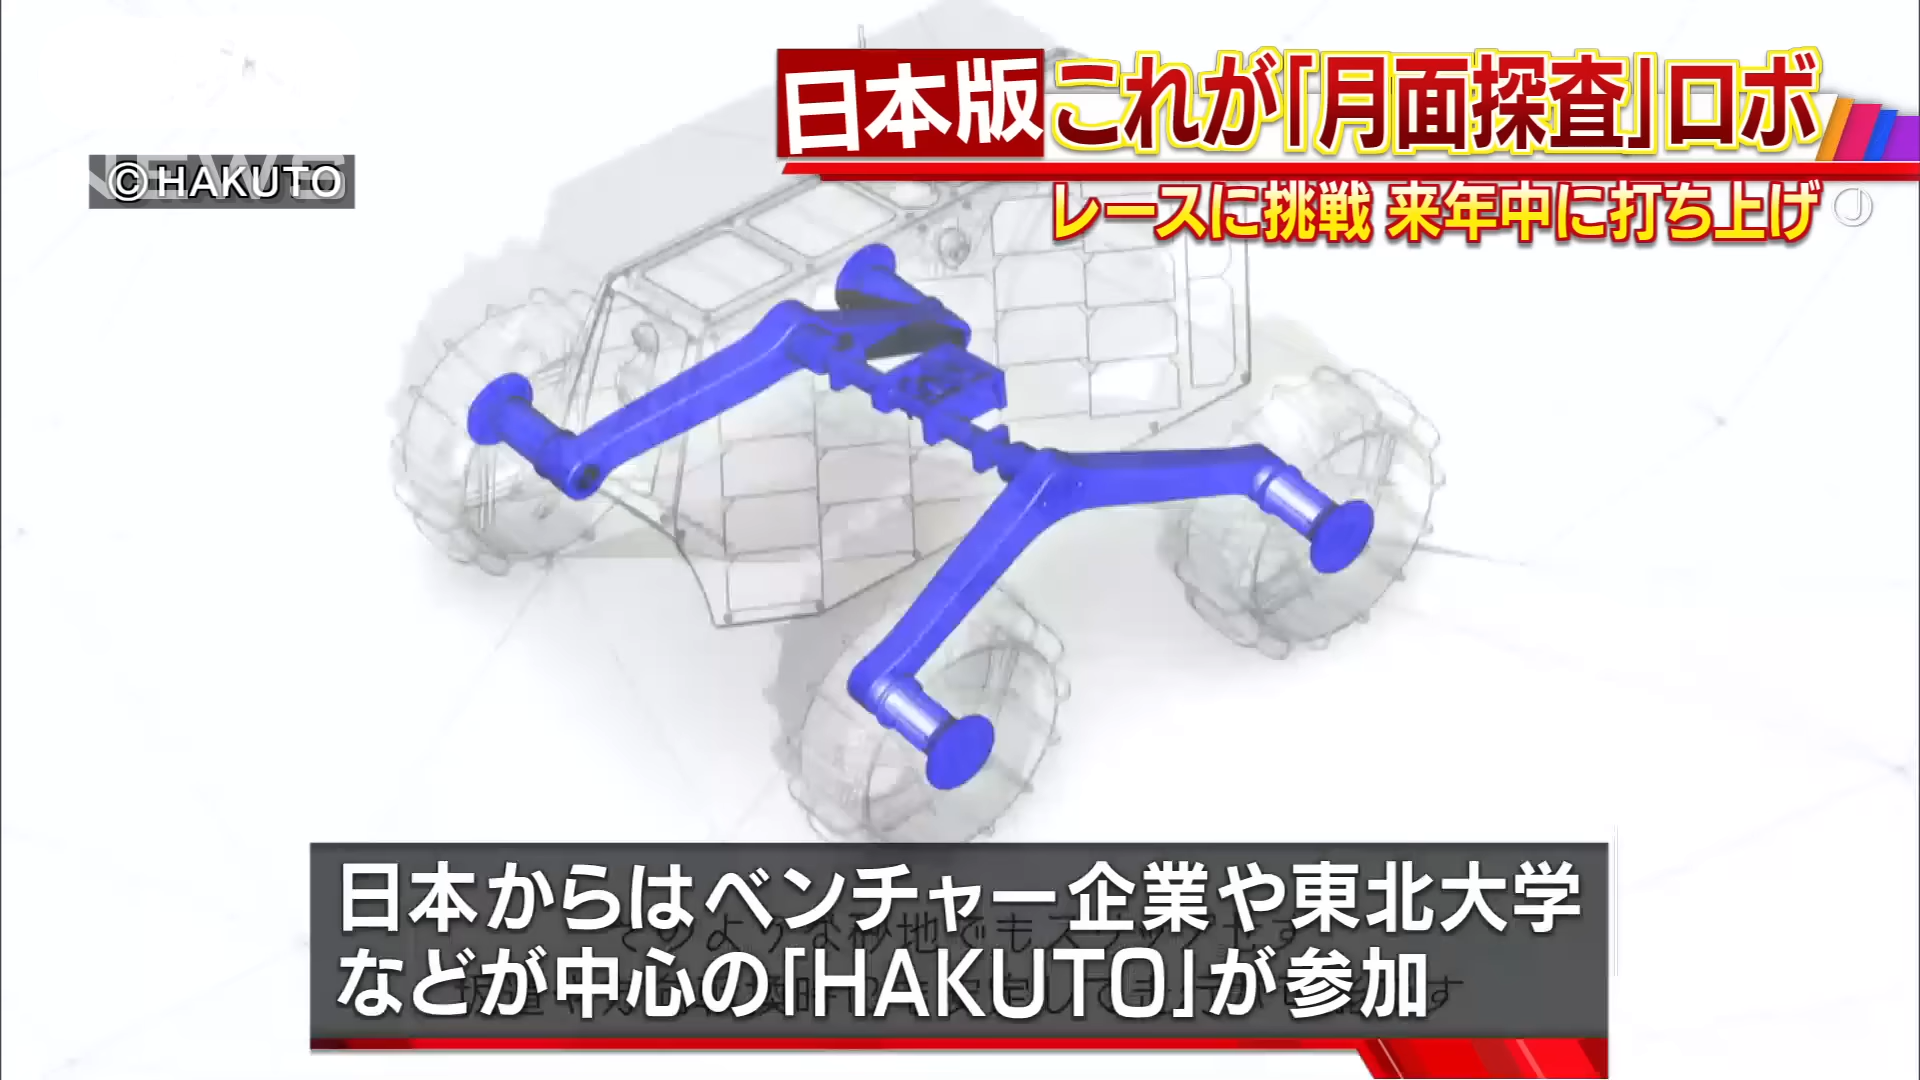 日本版 これが「月面探査」ロボ
レースに挑戦 来年中に打ち上げ
NEWS
©HAKUTO
日本からはベンチャー企業や東北大学
などが中心の「HAKUTO」が参加